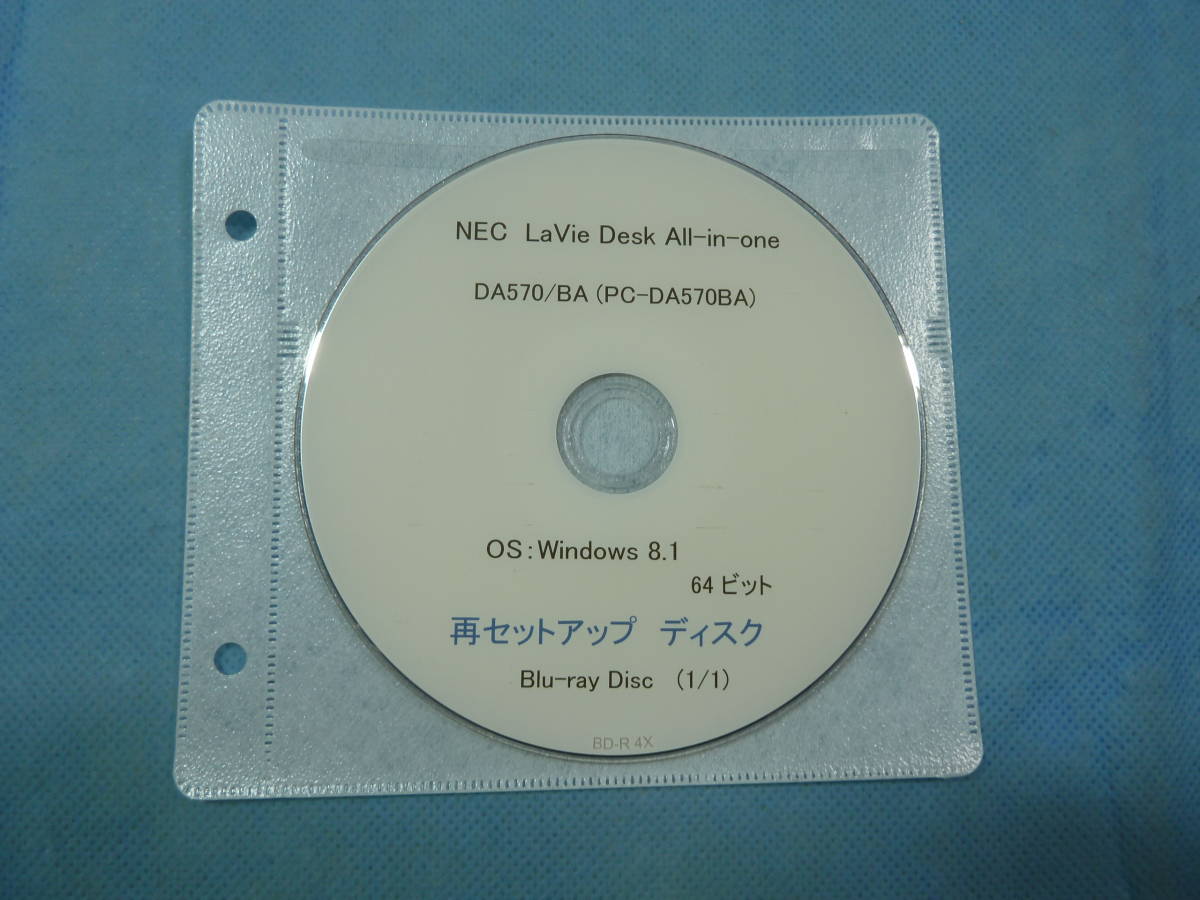 NEC LaVie Desk All-in-one
DA570/BA (PC-DA570BA)
OS：Windows 8.1
64 ビット
再セットアップ ディスク
Blu-ray Disc （1/1）
BD-R 4X